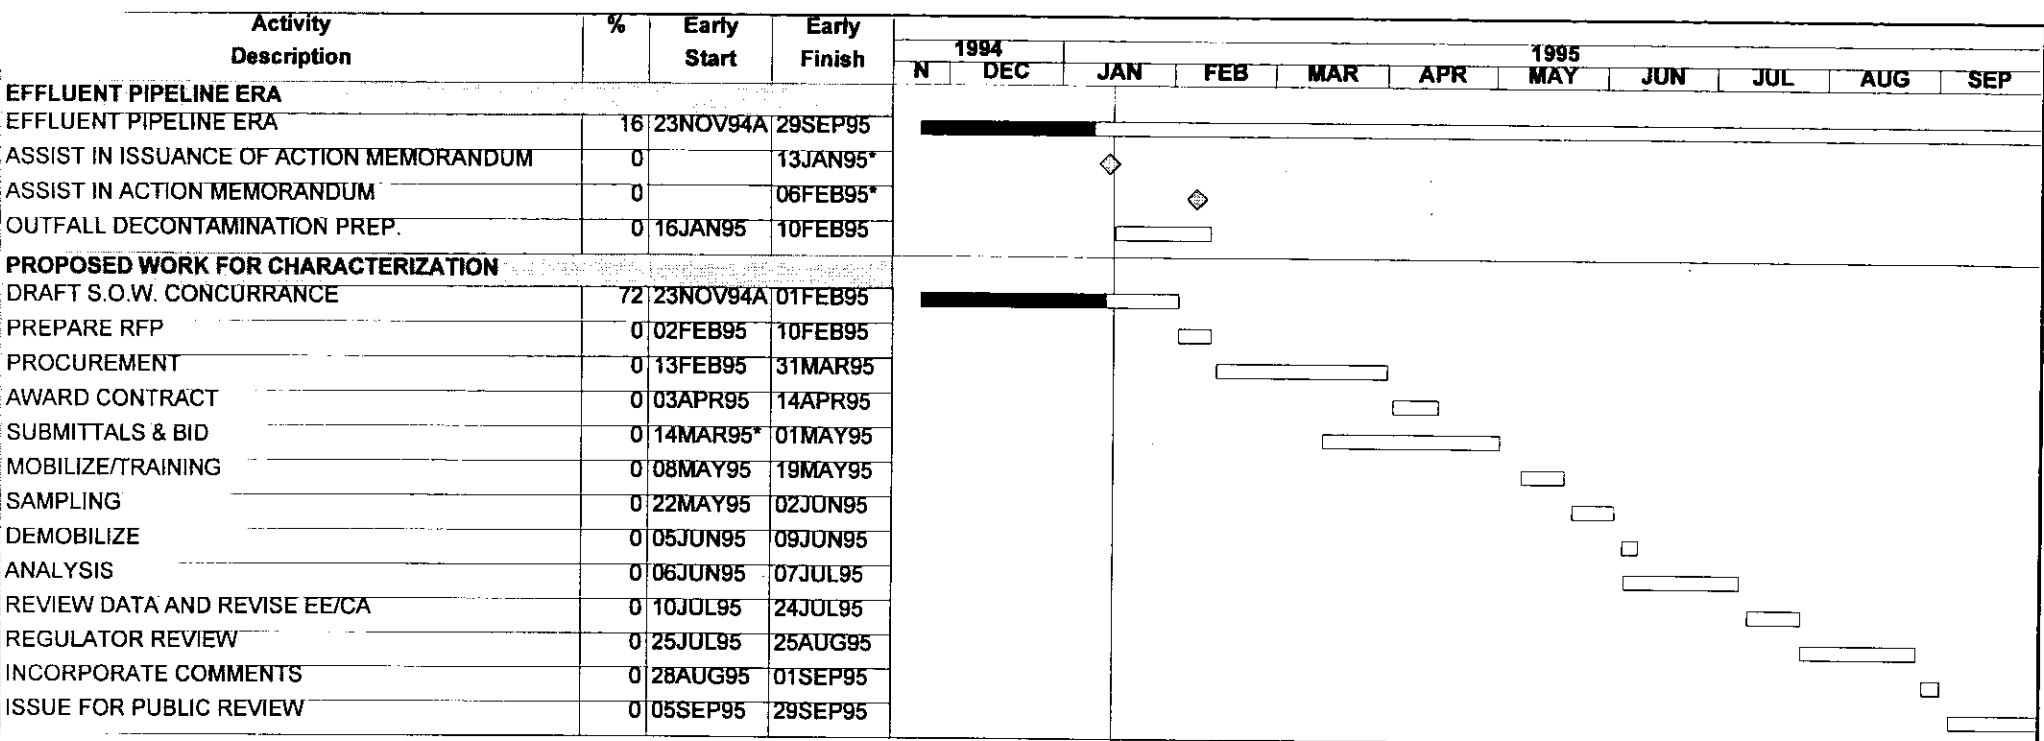 Activity Description % Early Start Early Finish
1994 1995
N DEC JAN FEB MAR APR MAY JUN JUL AUG SEP
EFFLUENT PIPELINE ERA
EFFLUENT PIPELINE ERA 16 23NOV94A 29SEP95
ASSIST IN ISSUANCE OF ACTION MEMORANDUM 0 13JAN95*
ASSIST IN ACTION MEMORANDUM 0 06FEB95*
OUTFALL DECONTAMINATION PREP. 0 16JAN95 10FEB95
PROPOSED WORK FOR CHARACTERIZATION
DRAFT S.O.W. CONCURRANCE 72 23NOV94A 01FEB95
PREPARE RFP 0 02FEB95 10FEB95
PROCUREMENT 0 13FEB95 31MAR95
AWARD CONTRACT 0 03APR95 14APR95
SUBMITTALS & BID 0 14MAR95* 01MAY95
MOBILIZE/TRAINING 0 08MAY95 19MAY95
SAMPLING 0 22MAY95 02JUN95
DEMOBILIZE 0 05JUN95 09JUN95
ANALYSIS 0 06JUN95 07JUL95
REVIEW DATA AND REVISE EE/CA 0 10JUL95 24JUL95
REGULATOR REVIEW 0 25JUL95 25AUG95
INCORPORATE COMMENTS 0 28AUG95 01SEP95
ISSUE FOR PUBLIC REVIEW 0 05SEP95 29SEP95